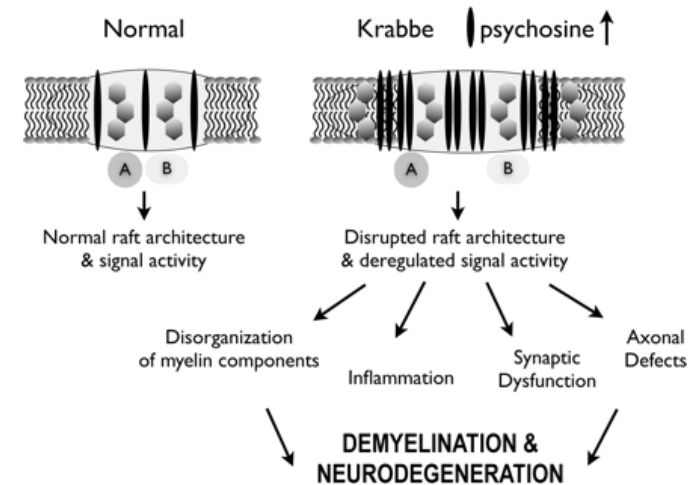 Normal
Krabbe
psychosine
A
B
A
B
Normal raft architecture
& signal activity
Disrupted raft architecture
& deregulated signal activity
Disorganization
of myelin components
Inflammation
Synaptic
Dysfunction
Axonal
Defects
DEMYELINATION &
NEURODEGENERATION